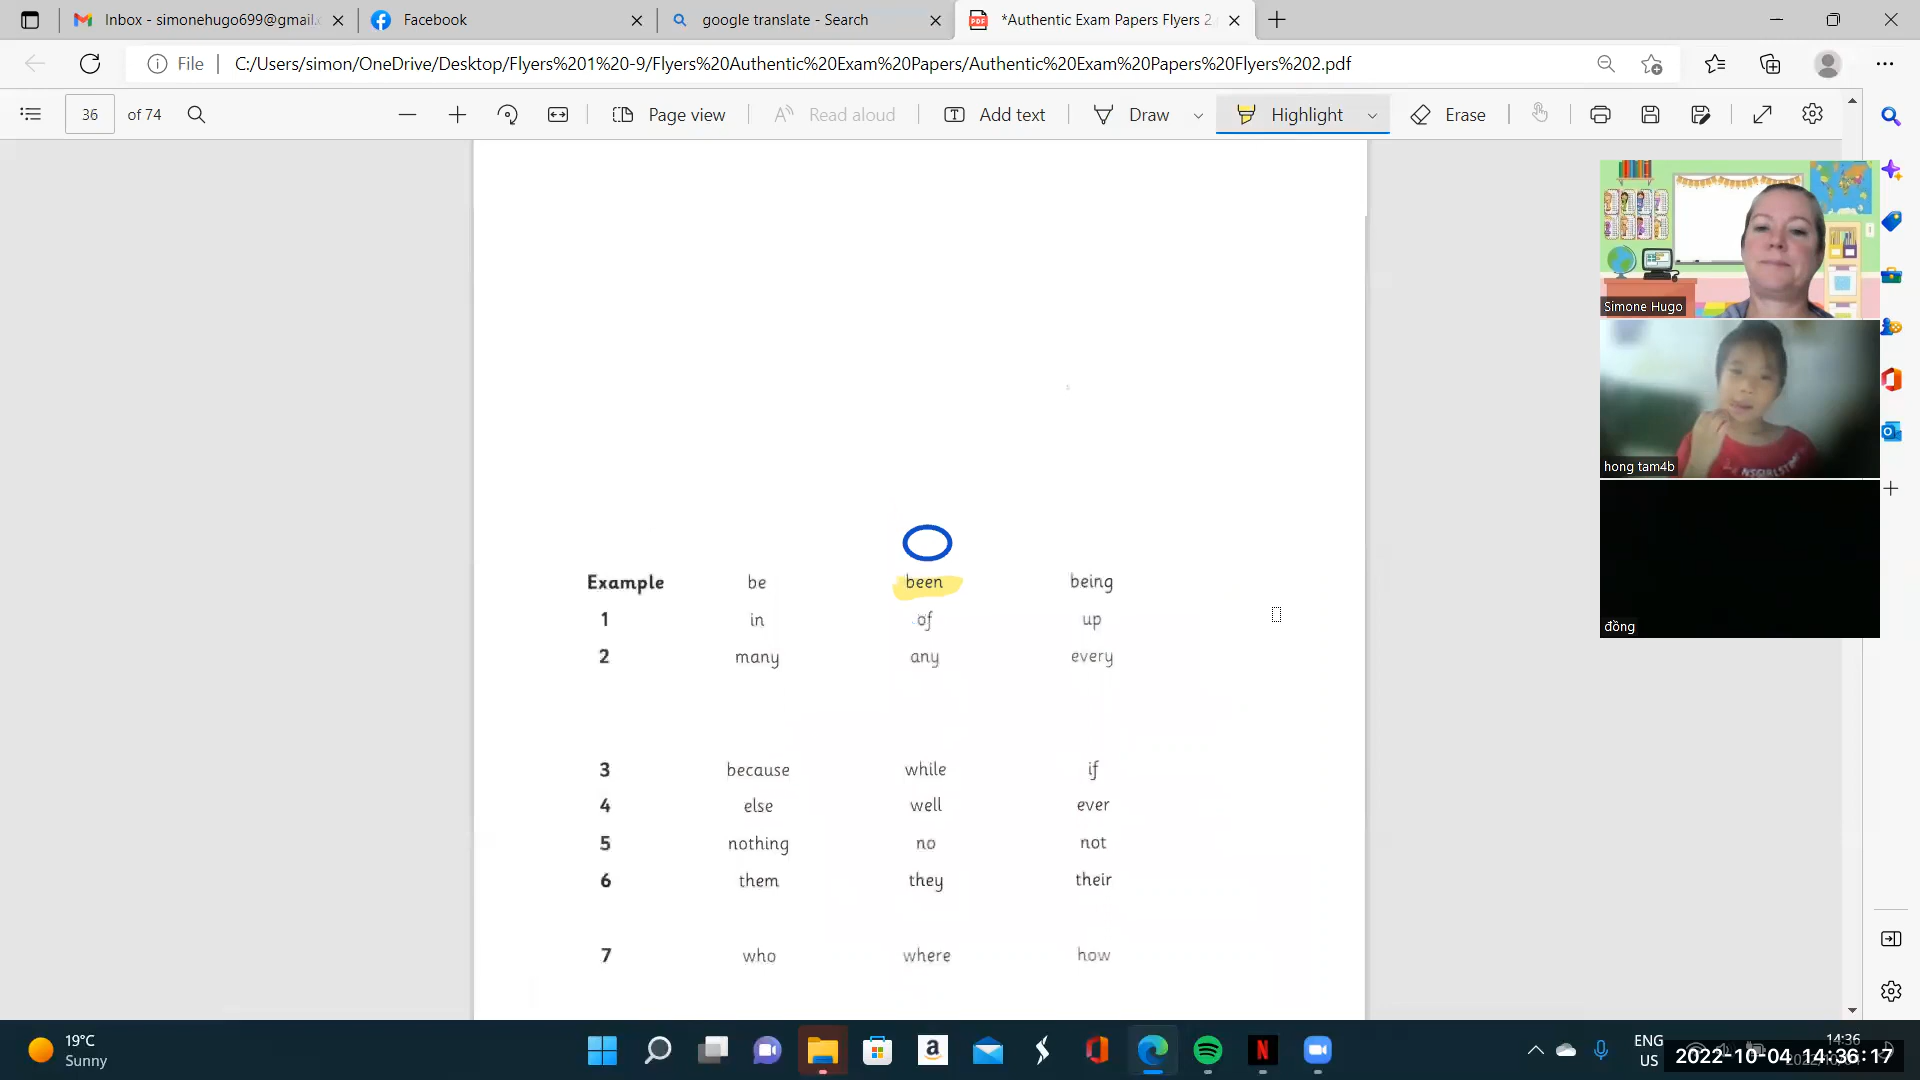 Inbox - simonehugo699@gmail.
Facebook
google translate - Search
*Authentic Exam Papers Flyers 2
File
C:/Users/simon/OneDrive/Desktop/Flyers%201%20-9/Flyers%20Authentic%20Exam%20Papers/Authentic%20Exam%20Papers%20Flyers%202.pdf
36 of 74
Page view
Read aloud
Add text
Draw
Highlight
Erase
Simone Hugo
hong tam4b
đồng
Example be been being
1 in of up
2 many any every
3 because while if
4 else well ever
5 nothing no not
6 them they their
7 who where how
19°C
Sunny
ENG
US
14:36
2022-10-04 14:36:17